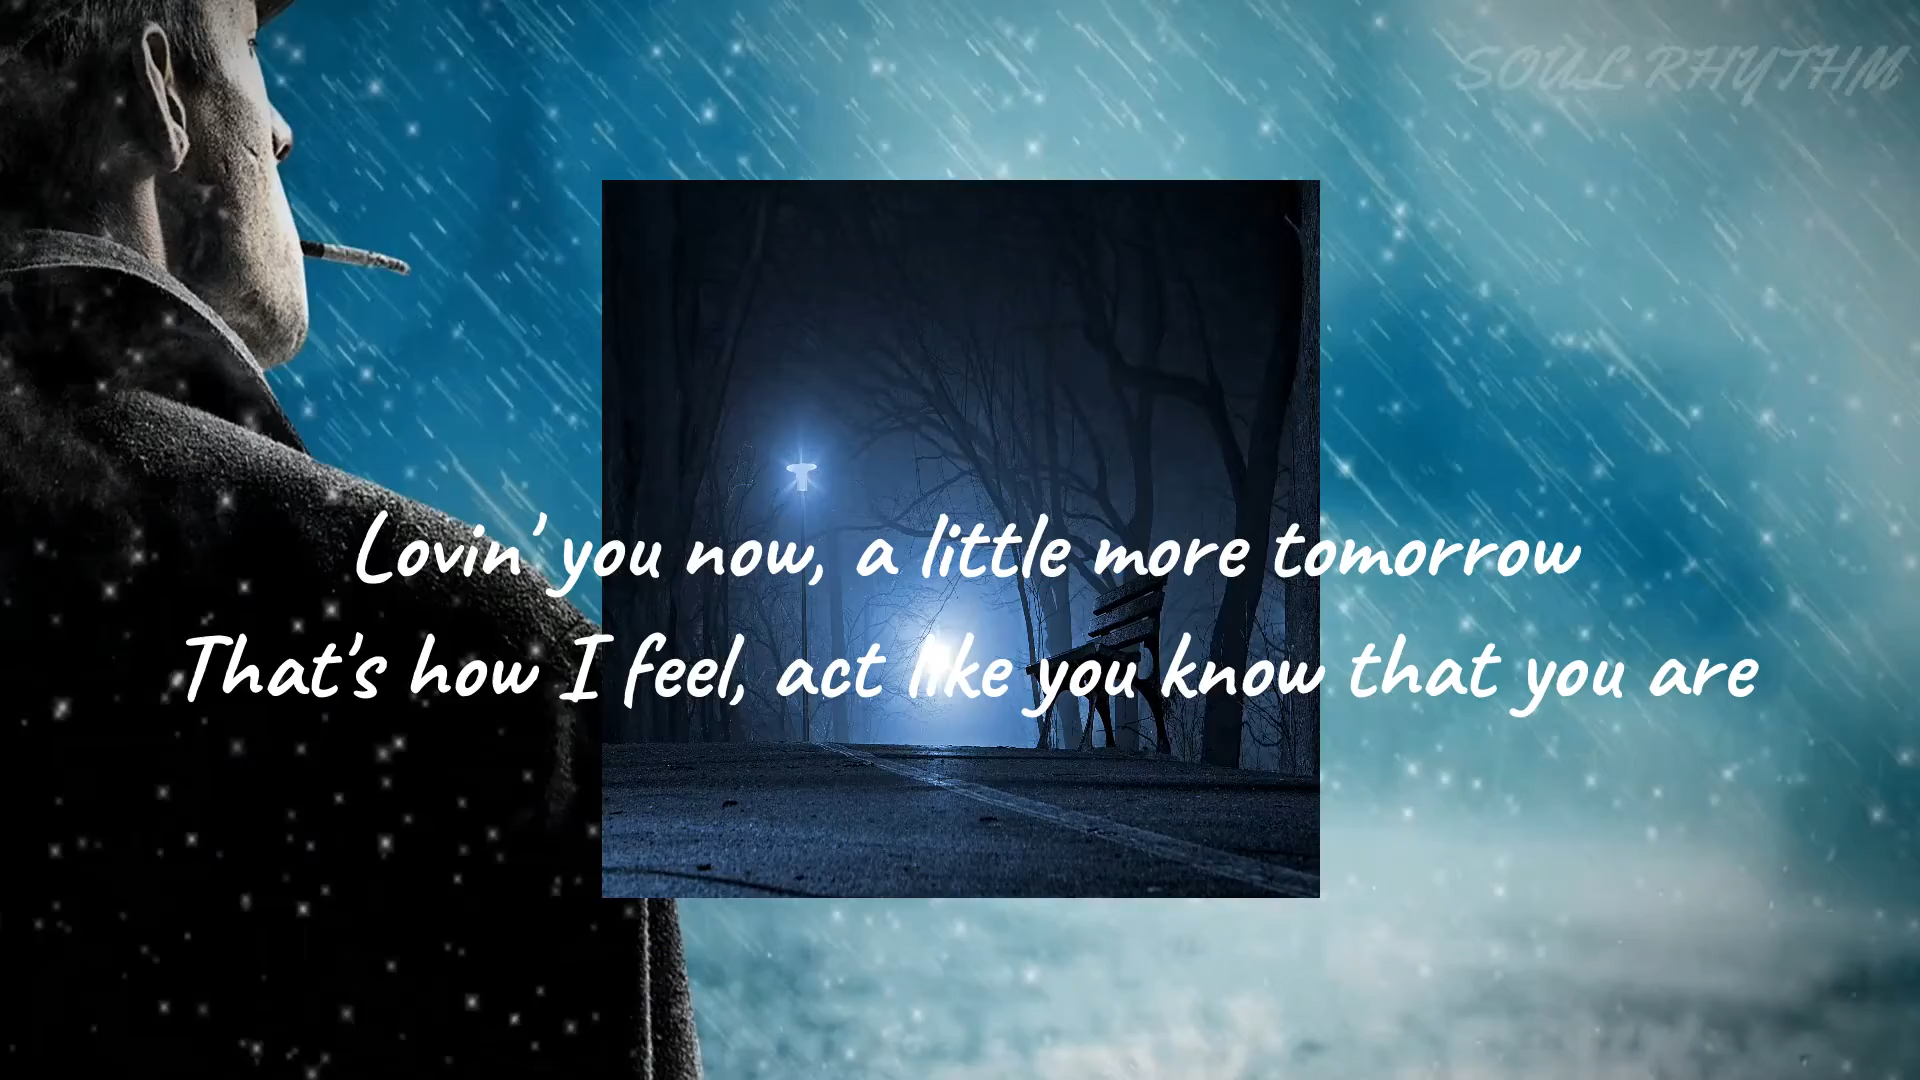 SOUL RHYTHM
Lovin' you now, a little more tomorrow
That's how I feel, act like you know that you are